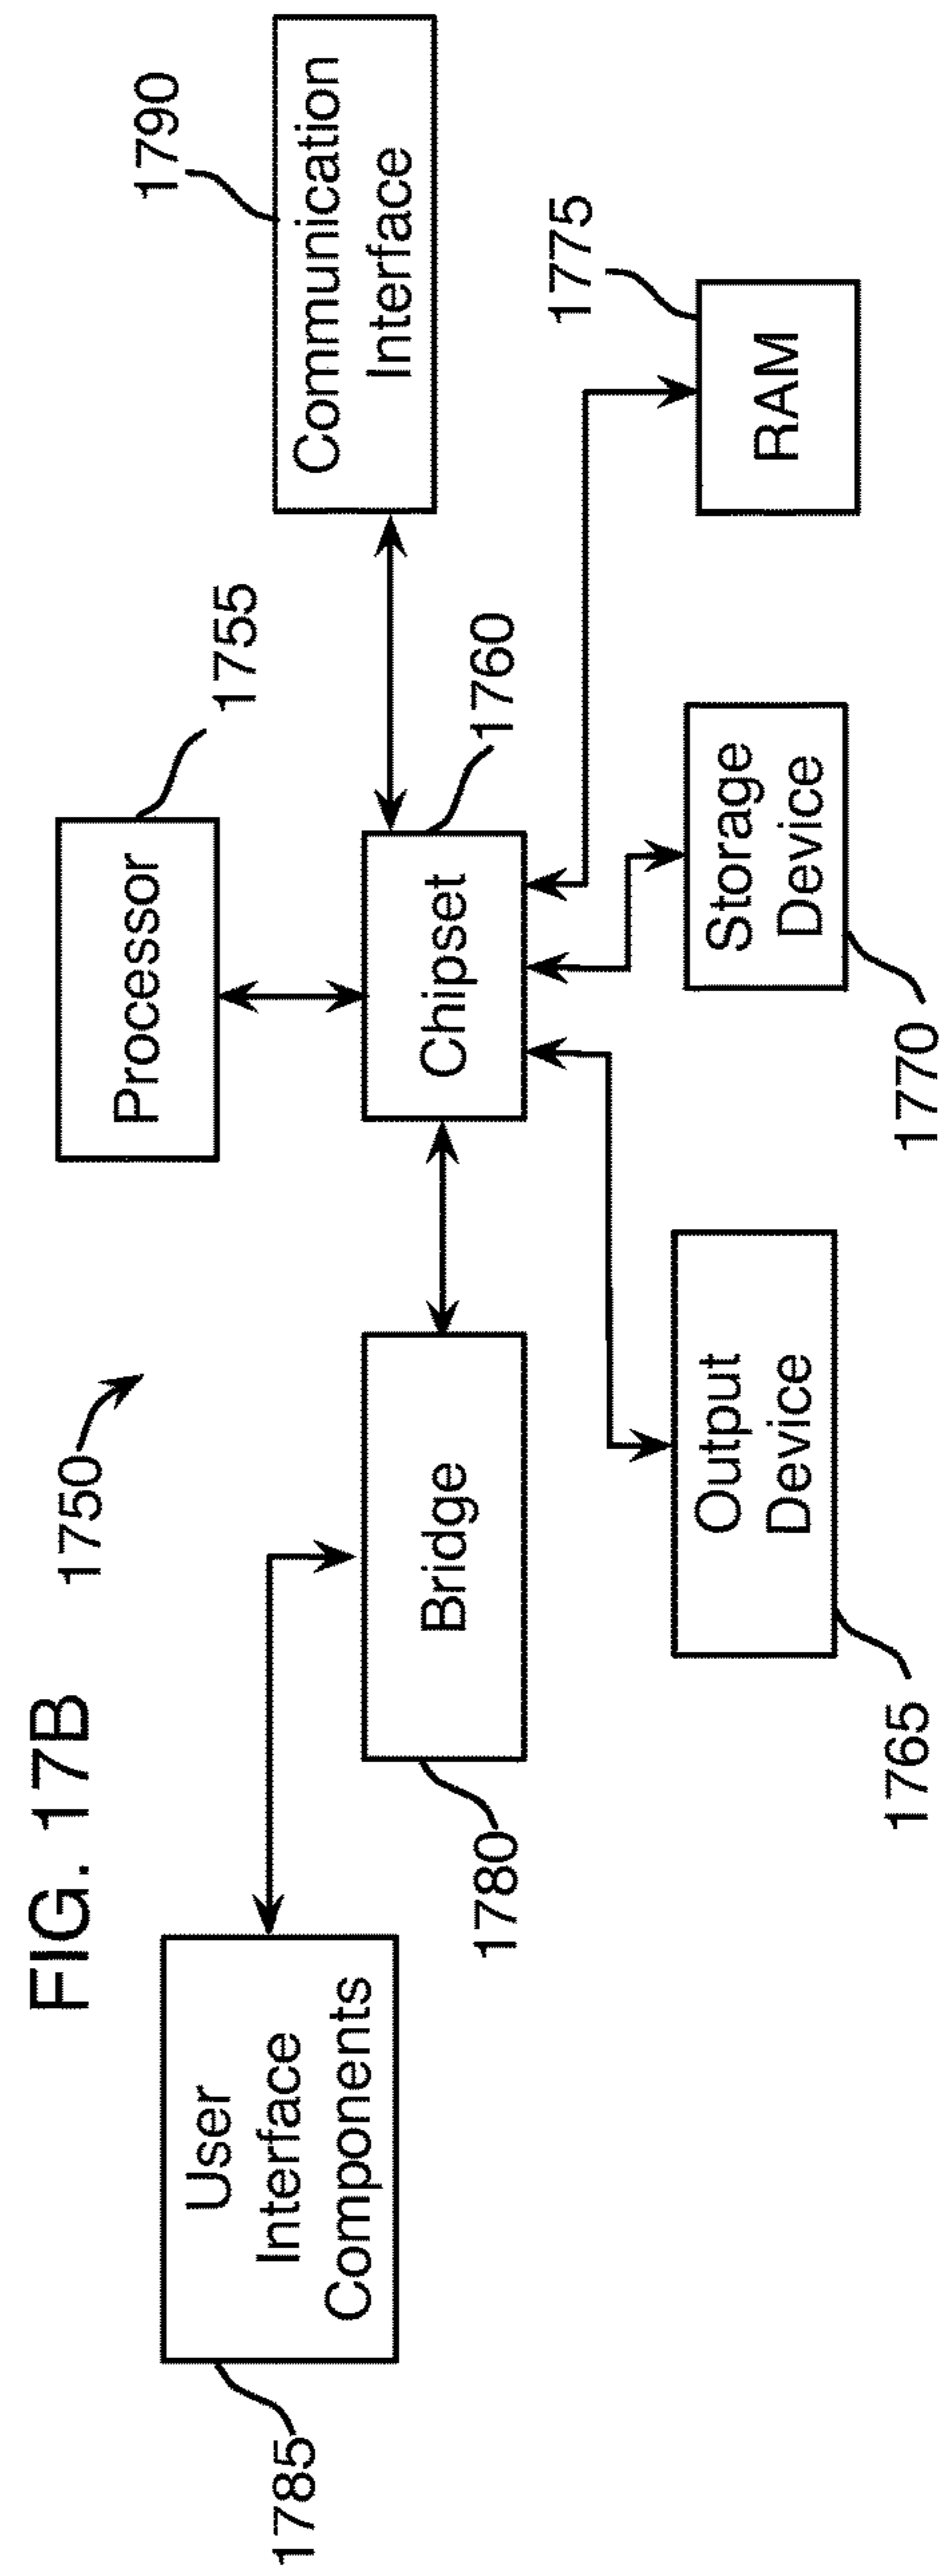 FIG. 17B
1750
Processor
1755
User
Interface
Components
1785
Bridge
1780
Chipset
1760
Communication
Interface
1790
Output
Device
1765
Storage
Device
1770
RAM
1775